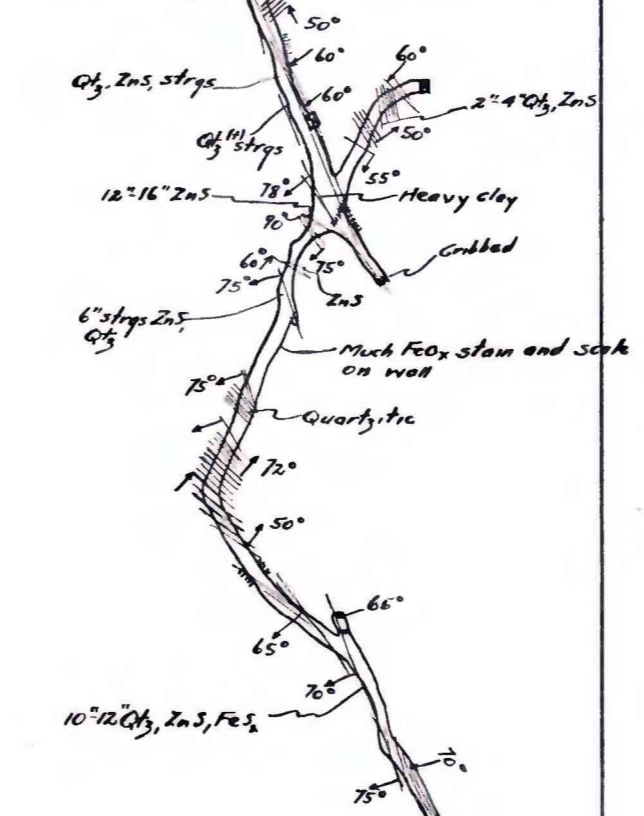 50°
60°
60°
Qtz, ZnS, strgs
60°
2"-4" Qtz, ZnS
Qtz (+) strgs
50°
55°
78°
12"-16" ZnS
Heavy clay
90°
Cribbed
60°
75°
75°
ZnS
6" strgs ZnS,
Qtz
Much FeOx stain and scale
on wall
75°
Quartzitic
72°
50°
65°
65°
70°
10"-12" Qtz, ZnS, FeS2
70°
75°